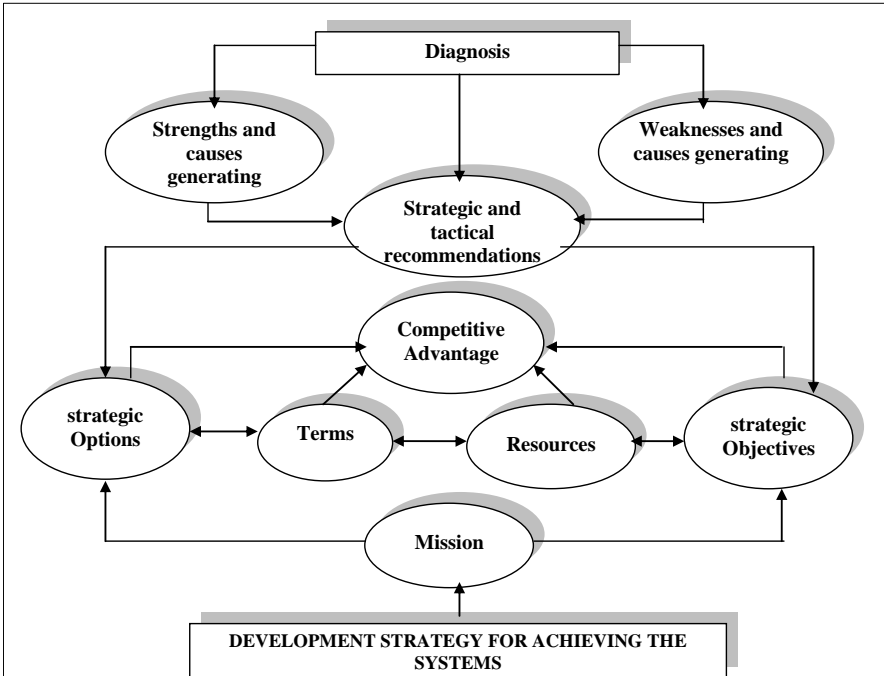 Diagnosis
Strengths and
causes
generating
Weaknesses and
causes generating
Strategic and
tactical
recommendations
Competitive
Advantage
strategic
Options
Terms
Resources
strategic
Objectives
Mission
DEVELOPMENT STRATEGY FOR ACHIEVING THE
SYSTEMS